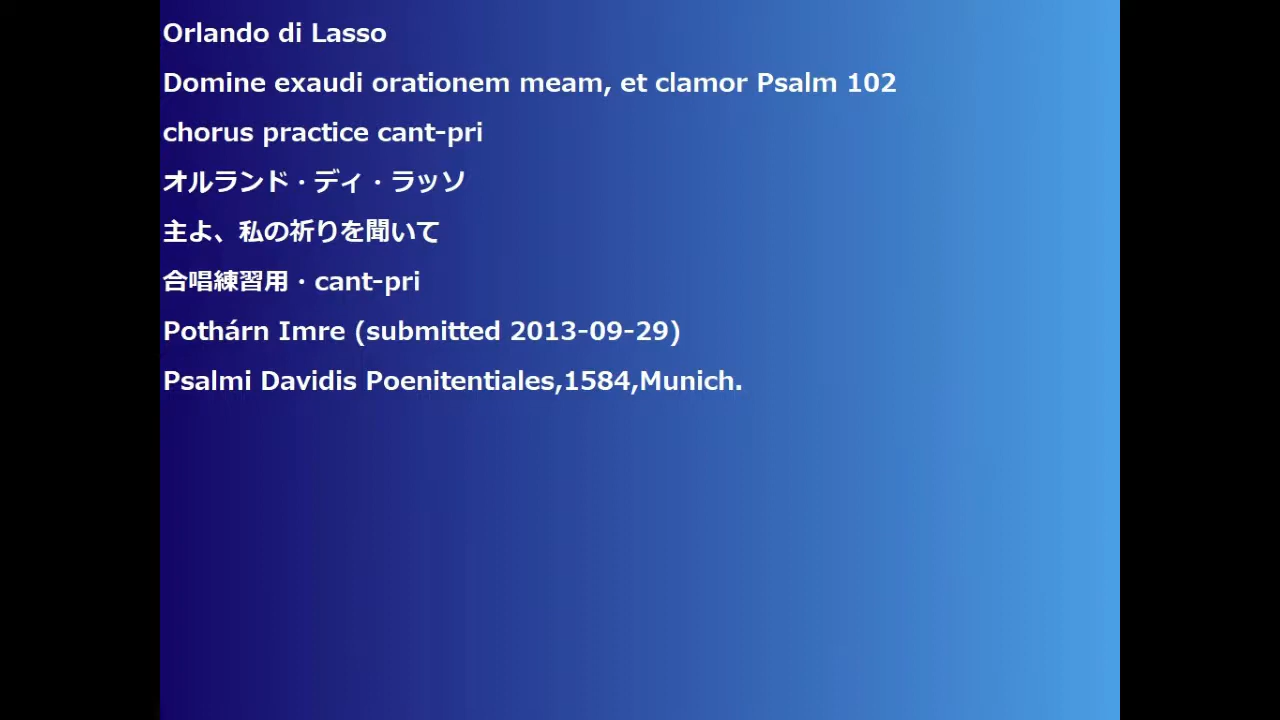 Orlando di Lasso
Domine exaudi orationem meam, et clamor Psalm 102
chorus practice cant-pri
オルランド・ディ・ラッソ
主よ、私の祈りを聞いて
合唱練習用・cant-pri
Pothárn Imre (submitted 2013-09-29)
Psalmi Davidis Poenitentiales,1584,Munich.